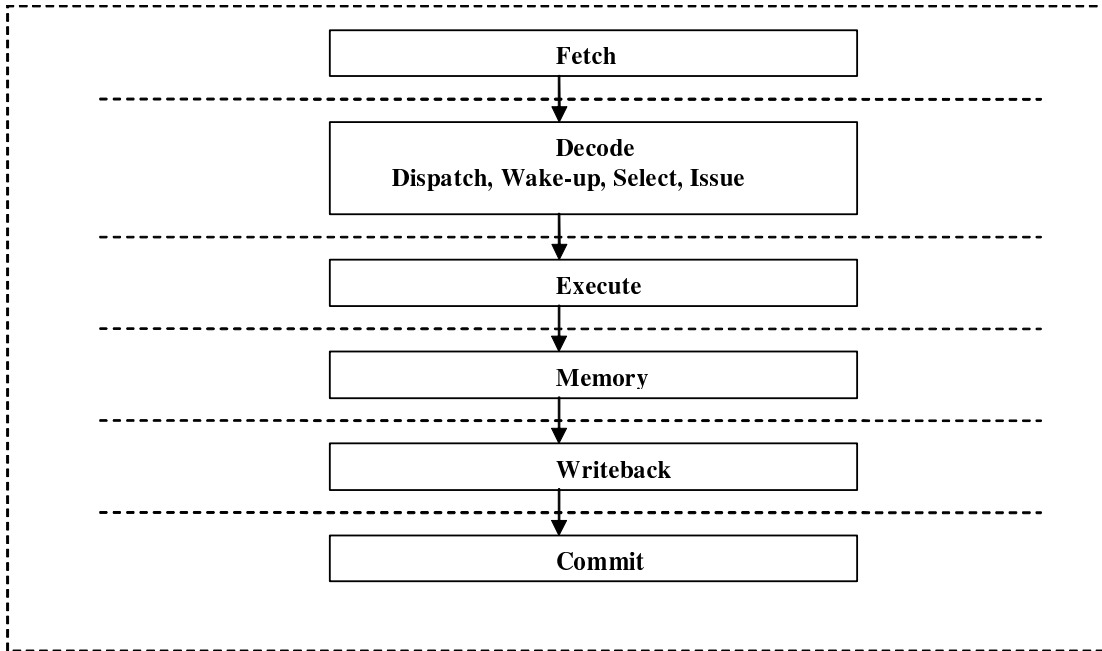 Fetch
Decode
Dispatch, Wake-up, Select, Issue
Execute
Memory
Writeback
Commit